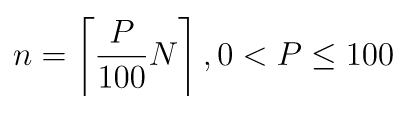 n = ⌈P/100 N⌉, 0 < P ≤ 100